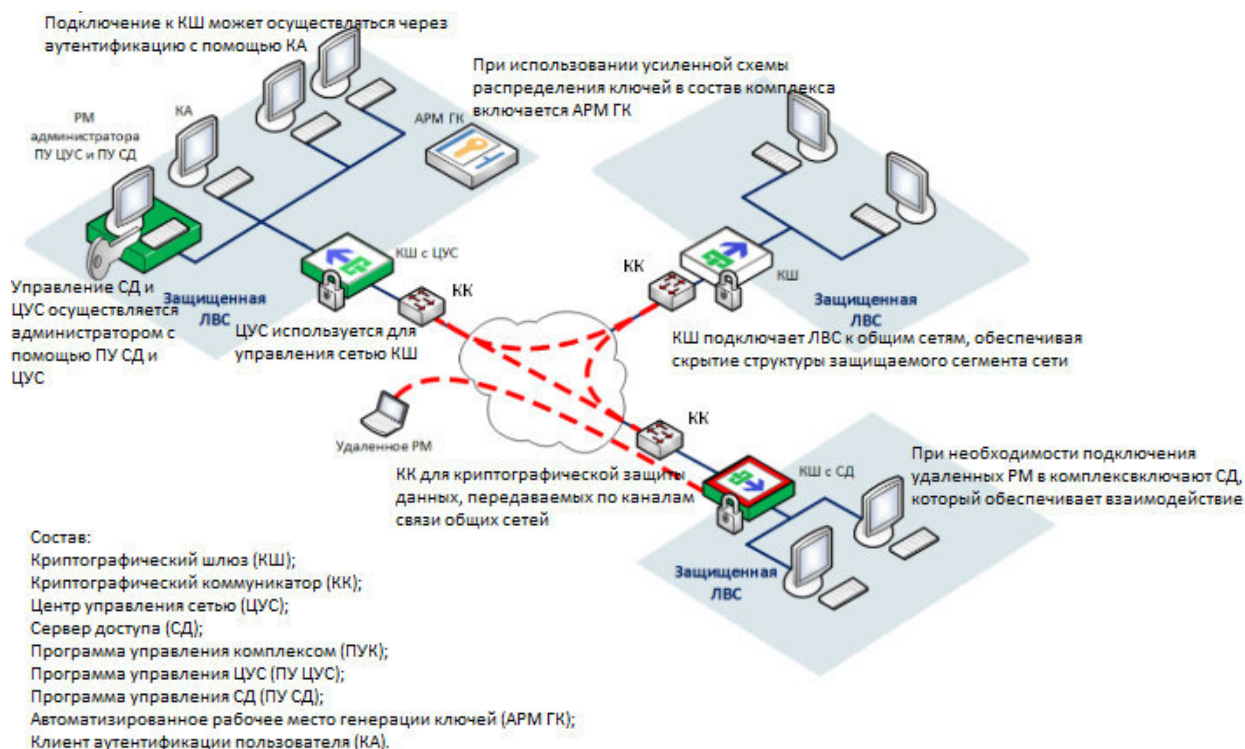 Подключение к КШ может осуществляться через
аутентификацию с помощью КА
При использовании усиленной схемы
распределения ключей в состав комплекса
включается АРМ ГК
РМ
администратора
ПУ ЦУС и ПУ СД
КА
АРМ ГК
КШ с ЦУС
КК
Защищенная
ЛВС
Управление СД и
ЦУС осуществляется
администратором с
помощью ПУ СД и
ЦУС
ЦУС используется для
управления сетью КШ
КК
КШ
Защищенная
ЛВС
КШ подключает ЛВС к общим сетям, обеспечивая
скрытие структуры защищаемого сегмента сети
Удаленное РМ
КК
КШ с СД
КК для криптографической защиты
данных, передаваемых по каналам
связи общих сетей
При необходимости подключения
удаленных РМ в комплексвключают СД,
который обеспечивает взаимодействие
Защищенная
ЛВС
Состав:
Криптографический шлюз (КШ);
Криптографический коммуникатор (КК);
Центр управления сетью (ЦУС);
Сервер доступа (СД);
Программа управления комплексом (ПУК);
Программа управления ЦУС (ПУ ЦУС);
Программа управления СД (ПУ СД);
Автоматизированное рабочее место генерации ключей (АРМ ГК);
Клиент аутентификации пользователя (КА).